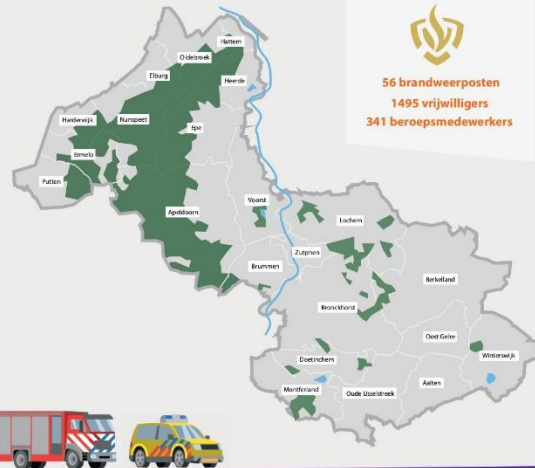 56 brandweerposten
1495 vrijwilligers
341 beroepsmedewerkers
Hattem
Oldebroek
Elburg
Heerde
Harderwijk
Nunspeet
Epe
Ermelo
Putten
Apeldoorn
Voorst
Lochem
Zutphen
Brummen
Berkelland
Bronckhorst
Oost Gelre
Winterswijk
Doetinchem
Montferland
Oude IJsselstreek
Aalten